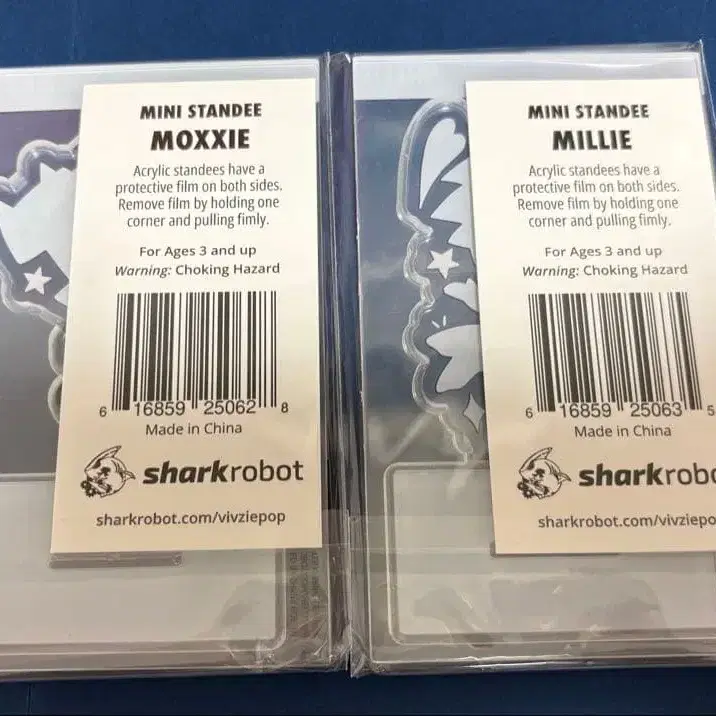 MINI STANDEE
MOXXIE
Acrylic standees have a
protective film on both sides.
Remove film by holding one
corner and pulling fimly.
For Ages 3 and up
Warning: Choking Hazard
6 16859 25062 8
Made in China
sharkrobot
sharkrobot.com/vivziepop
MINI STANDEE
MILLIE
Acrylic standees have a
protective film on both sides.
Remove film by holding one
corner and pulling fimly.
For Ages 3 and up
Warning: Choking Hazard
6 16859 25063 5
Made in China
sharkrobo
sharkrobot.com/vivziepo